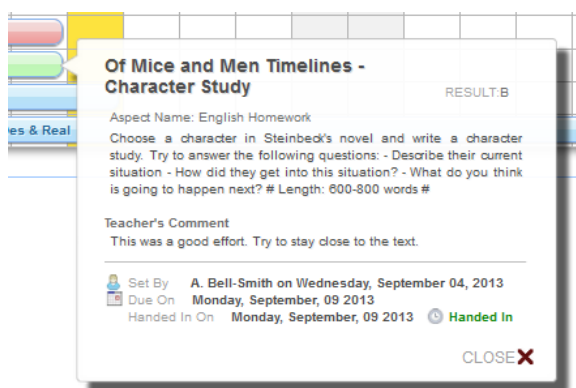 Of Mice and Men Timelines -
Character Study
RESULT:B
Aspect Name: English Homework
Choose a character in Steinbeck's novel and write a character
study. Try to answer the following questions: - Describe their current
situation - How did they get into this situation? - What do you think
is going to happen next? # Length: 600-800 words #
Teacher's Comment
This was a good effort. Try to stay close to the text.
Set By A. Bell-Smith on Wednesday, September 04, 2013
Due On Monday, September, 09 2013
Handed In On Monday, September, 09 2013 Handed In
CLOSE
& Real